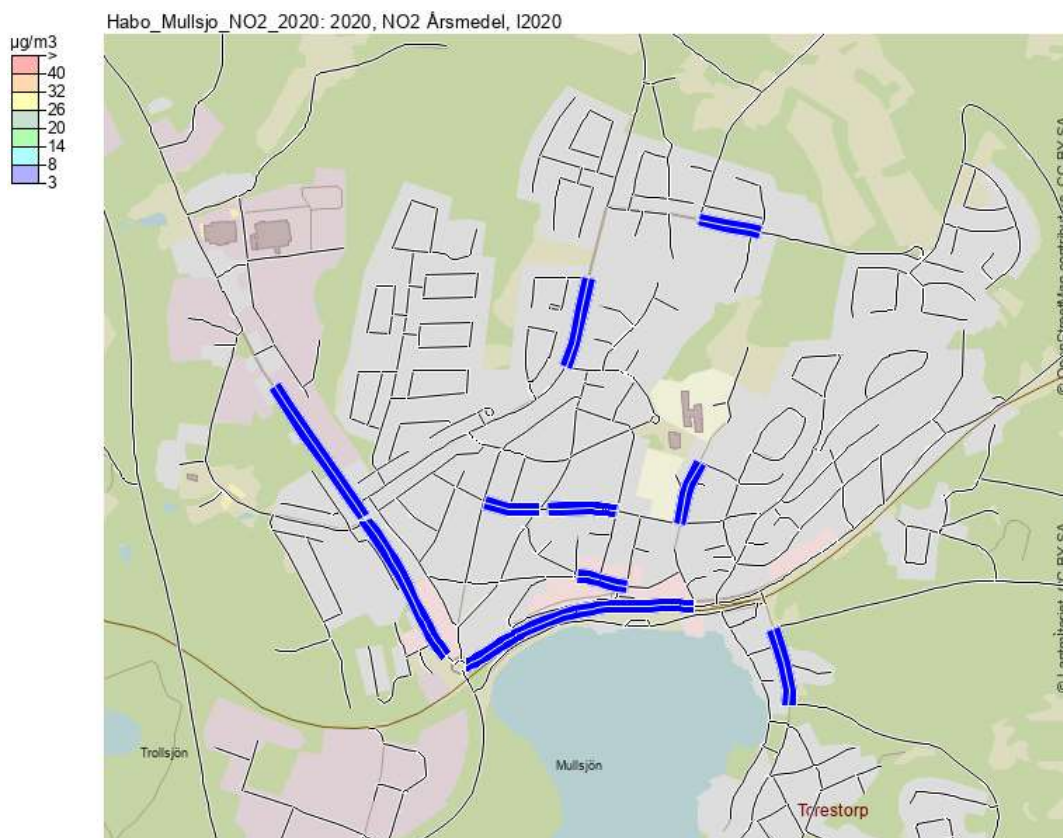 Habo_Mullsjo_NO2_2020: 2020, NO2 Årsmedel, I2020
µg/m3
>
40
32
26
20
14
8
3
Trollsjön
Mullsjön
Torestorp